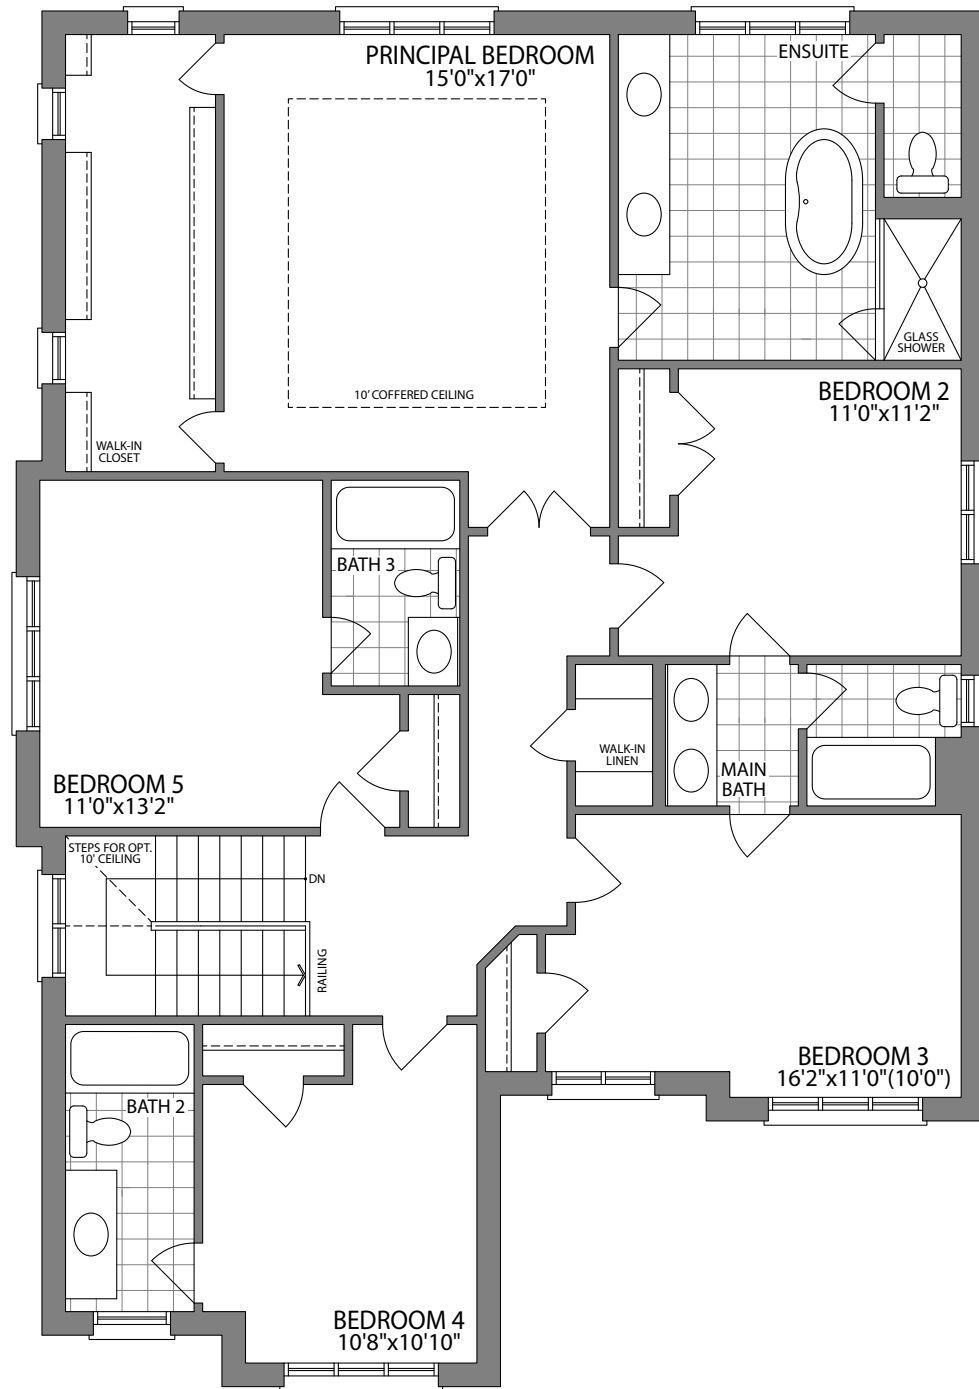 PRINCIPAL BEDROOM
15'0"x17'0"
ENSUITE
10' COFFERED CEILING
GLASS
SHOWER
BEDROOM 2
11'0"x11'2"
WALK-IN
CLOSET
BATH 3
WALK-IN
LINEN
MAIN
BATH
BEDROOM 5
11'0"x13'2"
STEPS FOR OPT.
10' CEILING
DN
RAILING
BEDROOM 3
16'2"x11'0"(10'0")
BATH 2
BEDROOM 4
10'8"x10'10"